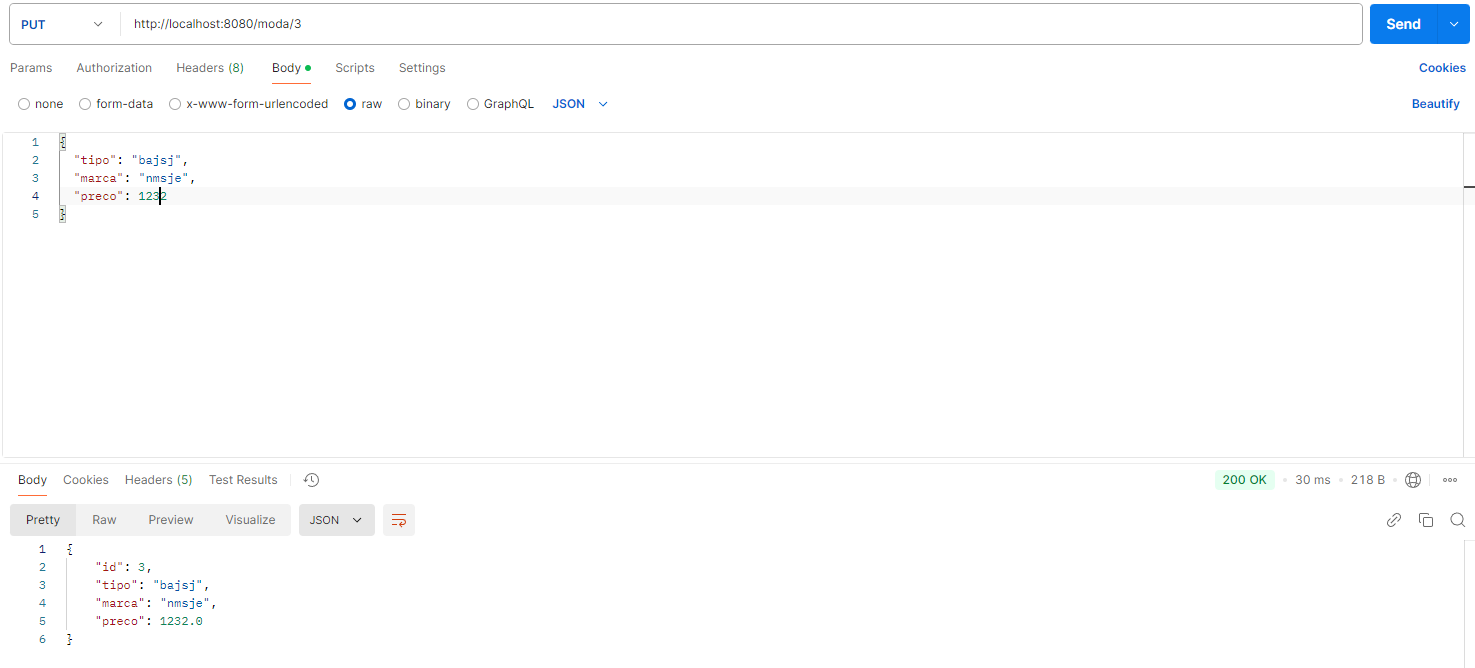 PUT http://localhost:8080/moda/3 Send
Params Authorization Headers (8) Body Scripts Settings Cookies
none form-data x-www-form-urlencoded raw binary GraphQL JSON Beautify
1 {
2 "tipo": "bajsj",
3 "marca": "nmsje",
4 "preco": 1232
5 }
Body Cookies Headers (5) Test Results 200 OK • 30 ms • 218 B •
Pretty Raw Preview Visualize JSON
1 {
2 "id": 3,
3 "tipo": "bajsj",
4 "marca": "nmsje",
5 "preco": 1232.0
6 }